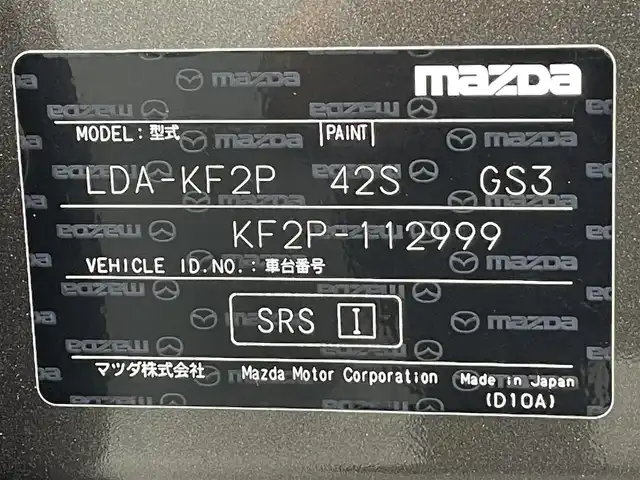 mazda
MODEL：型式 PAINT
LDA-KF2P 42S GS3
KF2P-112999
VEHICLE ID.NO.：車台番号
SRS I
マツダ株式会社 Mazda Motor Corporation Made in Japan
(D10A)